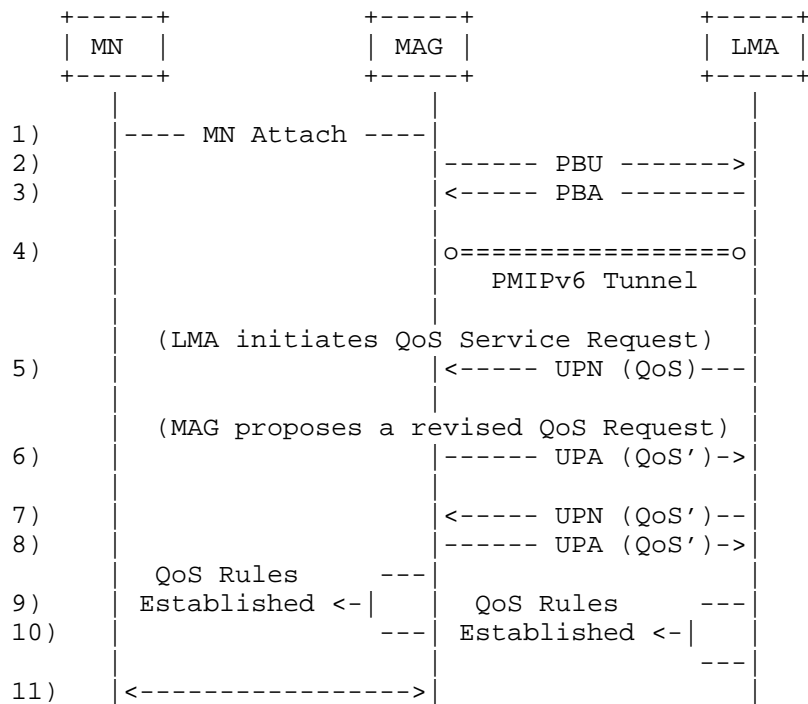 +-----+ +-----+ +-----+
| MN | | MAG | | LMA |
+-----+ +-----+ +-----+
| | |
1) |---- MN Attach ----| |
2) | |------ PBU ------->|
3) | |<----- PBA --------|
| | |
4) | |o=================o|
| | PMIPv6 Tunnel |
| | |
| (LMA initiates QoS Service Request) |
5) | |<----- UPN (QoS)---|
| | |
| (MAG proposes a revised QoS Request) |
6) | |------ UPA (QoS')->|
| | |
7) | |<----- UPN (QoS')--|
8) | |------ UPA (QoS')->|
| QoS Rules ---| |
9) | Established <-| | QoS Rules ---|
10) | ---| Established <-| |
| | ---|
11) |<----------------->| |